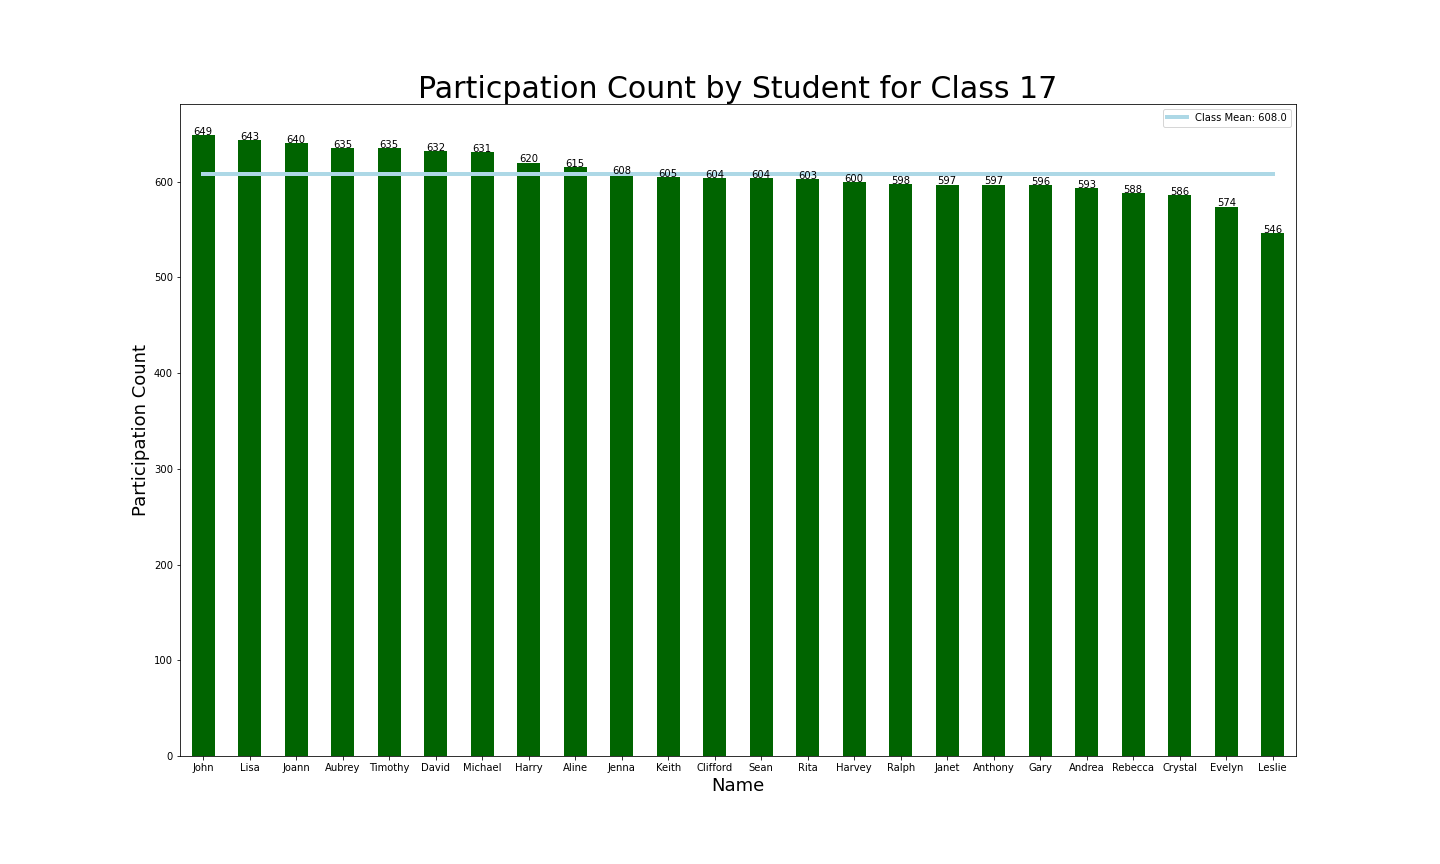 Particpation Count by Student for Class 17
Class Mean: 608.0
649 643 640 635 635 632 631 620 615 608 605 604 604 603 600 598 597 597 596 593 588 586 574 546
600
500
400
300
200
100
0
Participation Count
John Lisa Joann Aubrey Timothy David Michael Harry Aline Jenna Keith Clifford Sean Rita Harvey Ralph Janet Anthony Gary Andrea Rebecca Crystal Evelyn Leslie
Name